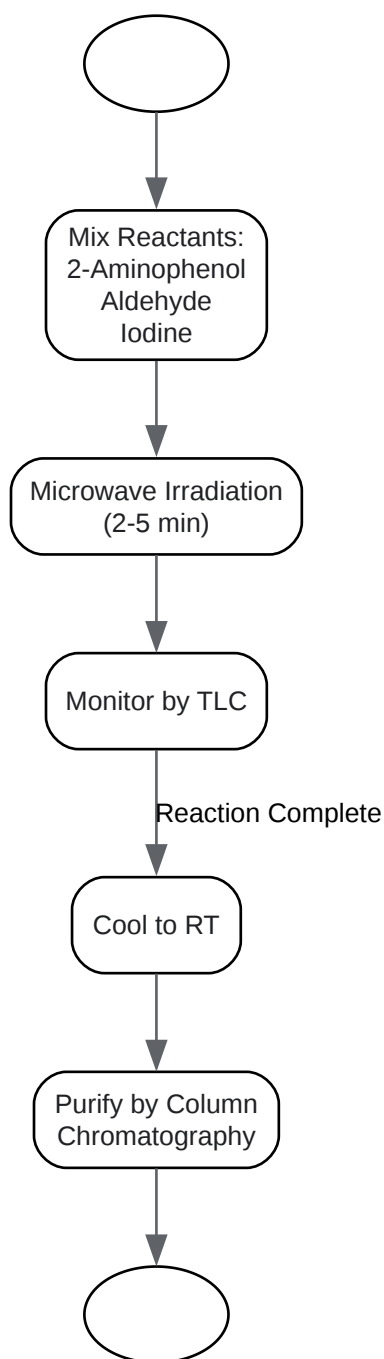 Mix Reactants:
2-Aminophenol
Aldehyde
Iodine
Microwave Irradiation
(2-5 min)
Monitor by TLC
Reaction Complete
Cool to RT
Purify by Column
Chromatography